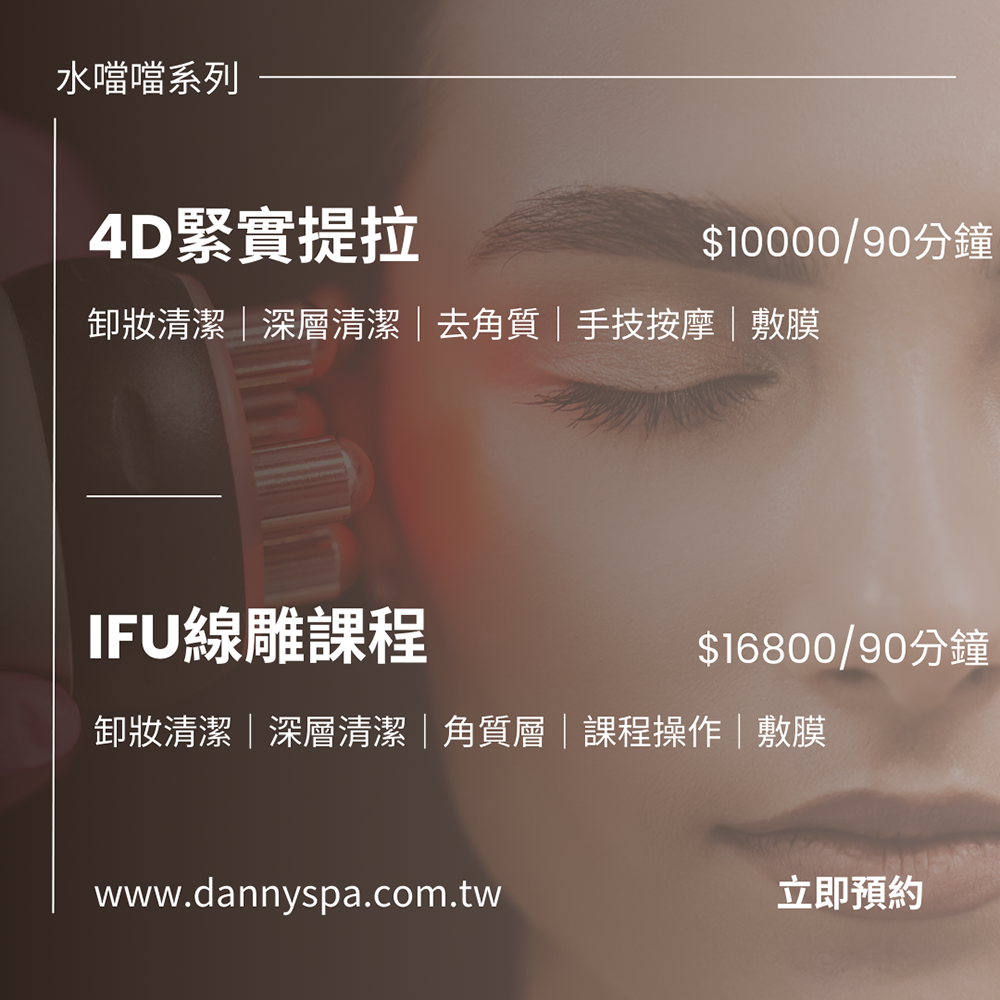 水噹噹系列
4D緊實提拉
$10000/90分鐘
卸妝清潔｜深層清潔｜去角質｜手技按摩｜敷膜
IFU線雕課程
$16800/90分鐘
卸妝清潔｜深層清潔｜角質層｜課程操作｜敷膜
www.dannyspa.com.tw
立即預約